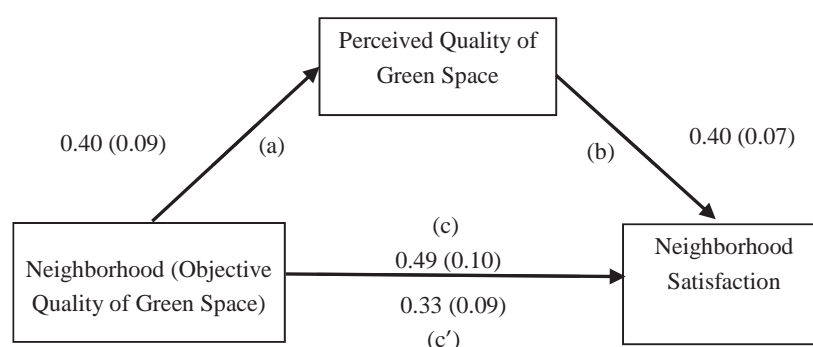 Perceived Quality of
Green Space
0.40 (0.09)
(a)
(b)
0.40 (0.07)
(c)
0.49 (0.10)
0.33 (0.09)
(c′)
Neighborhood (Objective
Quality of Green Space)
Neighborhood
Satisfaction